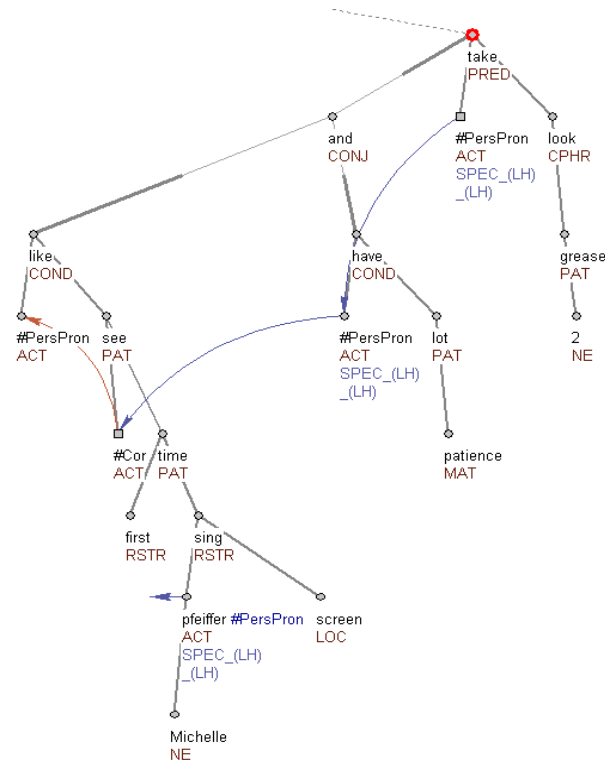 take
PRED
and
CONJ
#PersPron
ACT
SPEC_(LH)
_(LH)
look
CPHR
like
COND
have
COND
grease
PAT
#PersPron
ACT
see
PAT
#PersPron
ACT
SPEC_(LH)
_(LH)
lot
PAT
2
NE
#Cor
ACT
time
PAT
patience
MAT
first
RSTR
sing
RSTR
pfeiffer #PersPron
ACT
SPEC_(LH)
_(LH)
screen
LOC
Michelle
NE